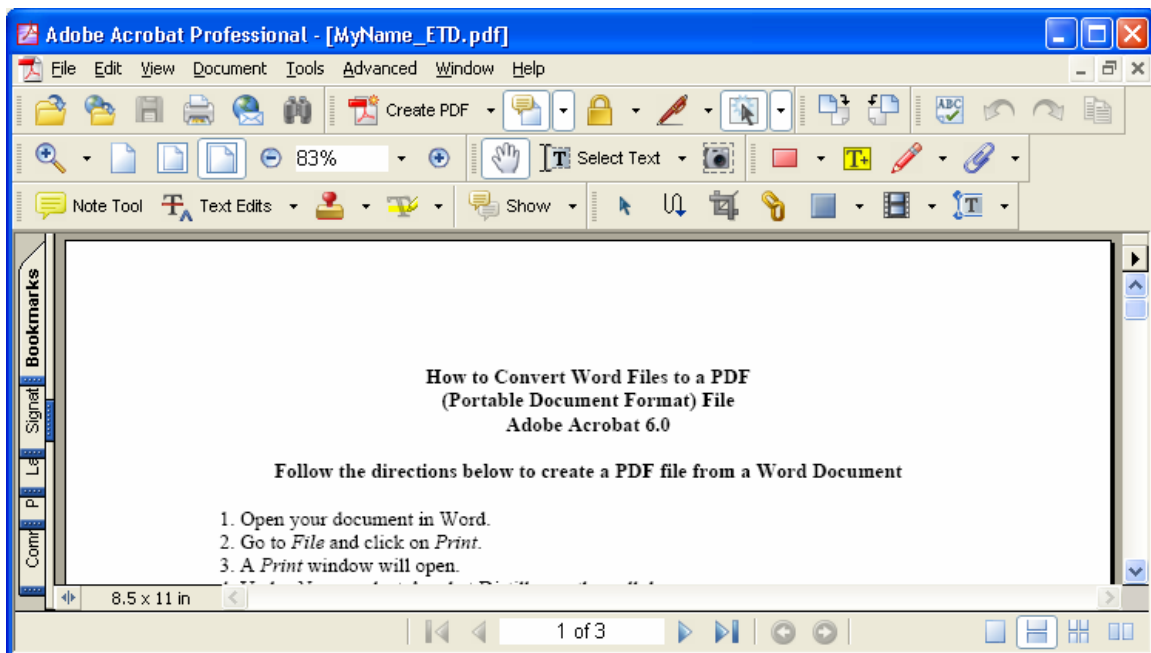 Adobe Acrobat Professional - [MyName_ETD.pdf]
File Edit View Document Tools Advanced Window Help
Create PDF ABC
83% Select Text T+
Note Tool T Text Edits Show T
Bookmarks
Signat
La
P
Comr
How to Convert Word Files to a PDF
(Portable Document Format) File
Adobe Acrobat 6.0
Follow the directions below to create a PDF file from a Word Document
1. Open your document in Word.
2. Go to File and click on Print.
3. A Print window will open.
8.5 x 11 in
1 of 3